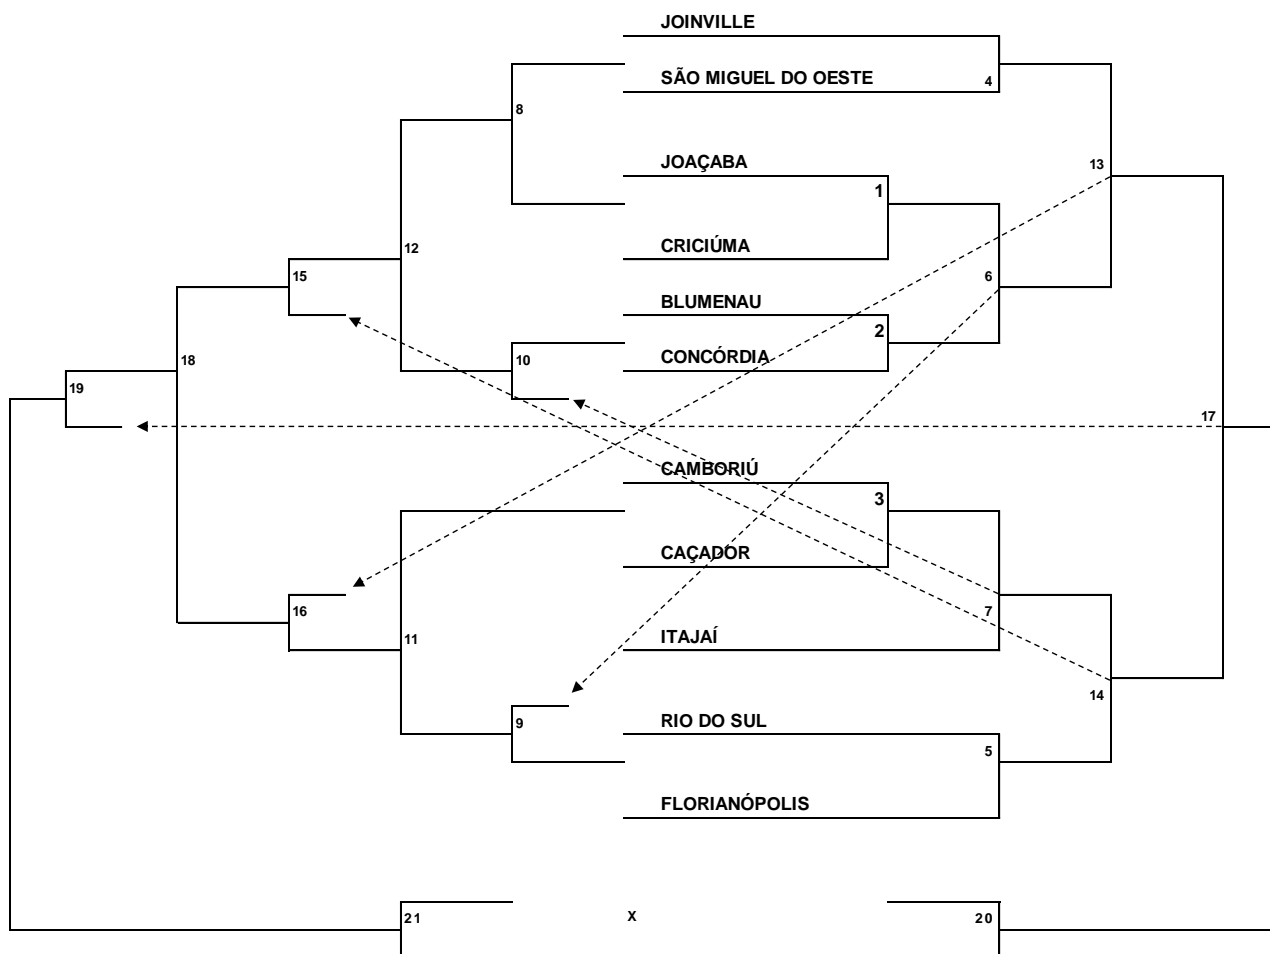 JOINVILLE
SÃO MIGUEL DO OESTE
4
8
JOAÇABA
13
1
CRICIÚMA
12
15
6
BLUMENAU
2
CONCÓRDIA
10
18
19
17
CAMBORIÚ
3
CAÇADOR
16
7
ITAJAÍ
11
14
RIO DO SUL
9
5
FLORIANÓPOLIS
21
X
20